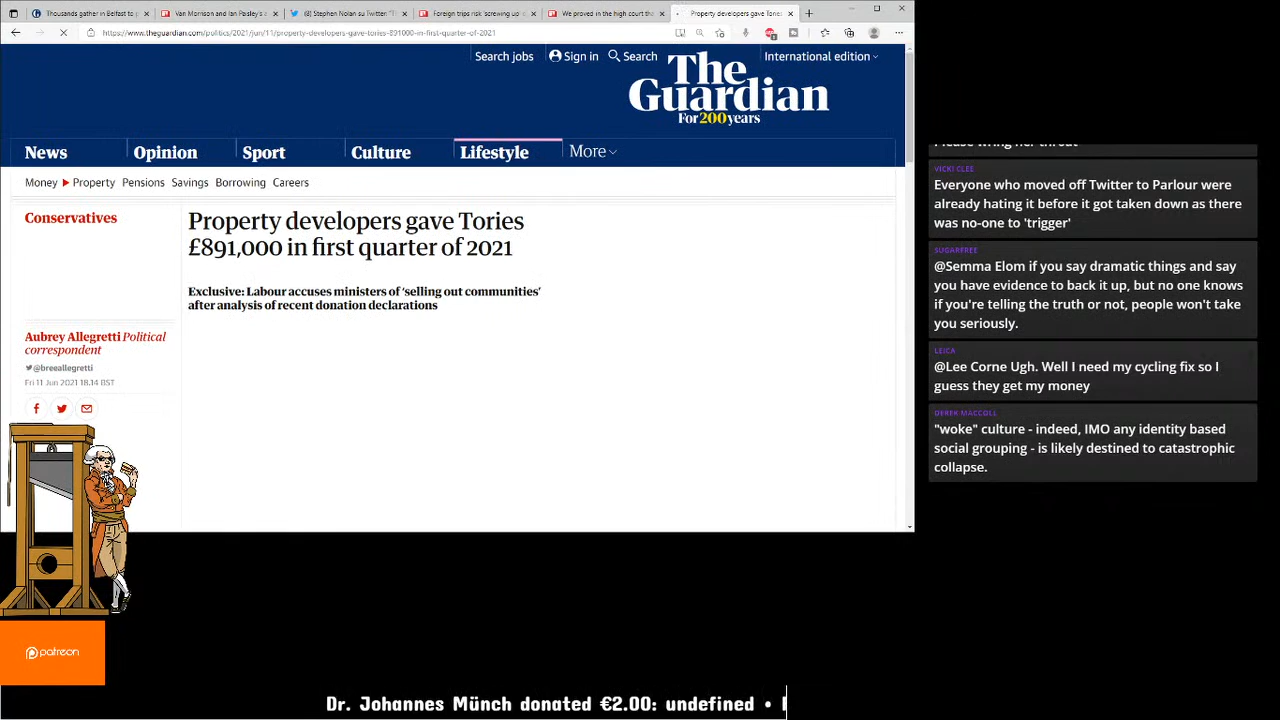 Thousands gather in Belfast to p
Van Morrison and Ian Paisley's
(8) Stephen Nolan su Twitter: "T
Foreign trips risk 'screwing up'
We proved in the high court th
Property developers gave Tories
https://www.theguardian.com/politics/2021/jun/11/property-developers-gave-tories-891000-in-first-quarter-of-2021
Search jobs
Sign in
Search
International edition
The
Guardian
For 200 years
News
Opinion
Sport
Culture
Lifestyle
More
Money
Property
Pensions
Savings
Borrowing
Careers
Conservatives
Property developers gave Tories
£891,000 in first quarter of 2021
Exclusive: Labour accuses ministers of 'selling out communities'
after analysis of recent donation declarations
Aubrey Allegretti Political
correspondent
@breeallegretti
Fri 11 Jun 2021 18.14 BST
Please wring her throat
VICKI CLEE
Everyone who moved off Twitter to Parlour were
already hating it before it got taken down as there
was no-one to 'trigger'
SUGARFREE
@Semma Elom if you say dramatic things and say
you have evidence to back it up, but no one knows
if you're telling the truth or not, people won't take
you seriously.
LEICA
@Lee Corne Ugh. Well I need my cycling fix so I
guess they get my money
DEREK MACCOLL
"woke" culture - indeed, IMO any identity based
social grouping - is likely destined to catastrophic
collapse.
patreon
Dr. Johannes Münch donated €2.00: undefined •